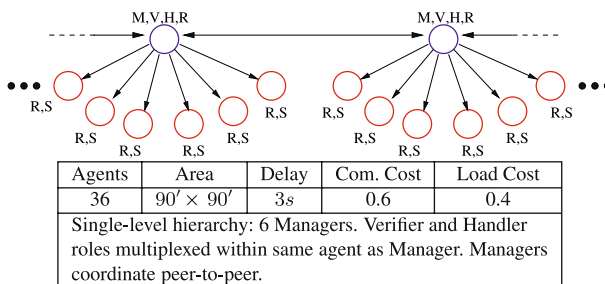 M,V,H,R M,V,H,R
R,S R,S
R,S R,S R,S R,S
R,S R,S R,S R,S
Agents Area Delay Com. Cost Load Cost
36 90′ × 90′ 3s 0.6 0.4
Single-level hierarchy: 6 Managers. Verifier and Handler
roles multiplexed within same agent as Manager. Managers
coordinate peer-to-peer.